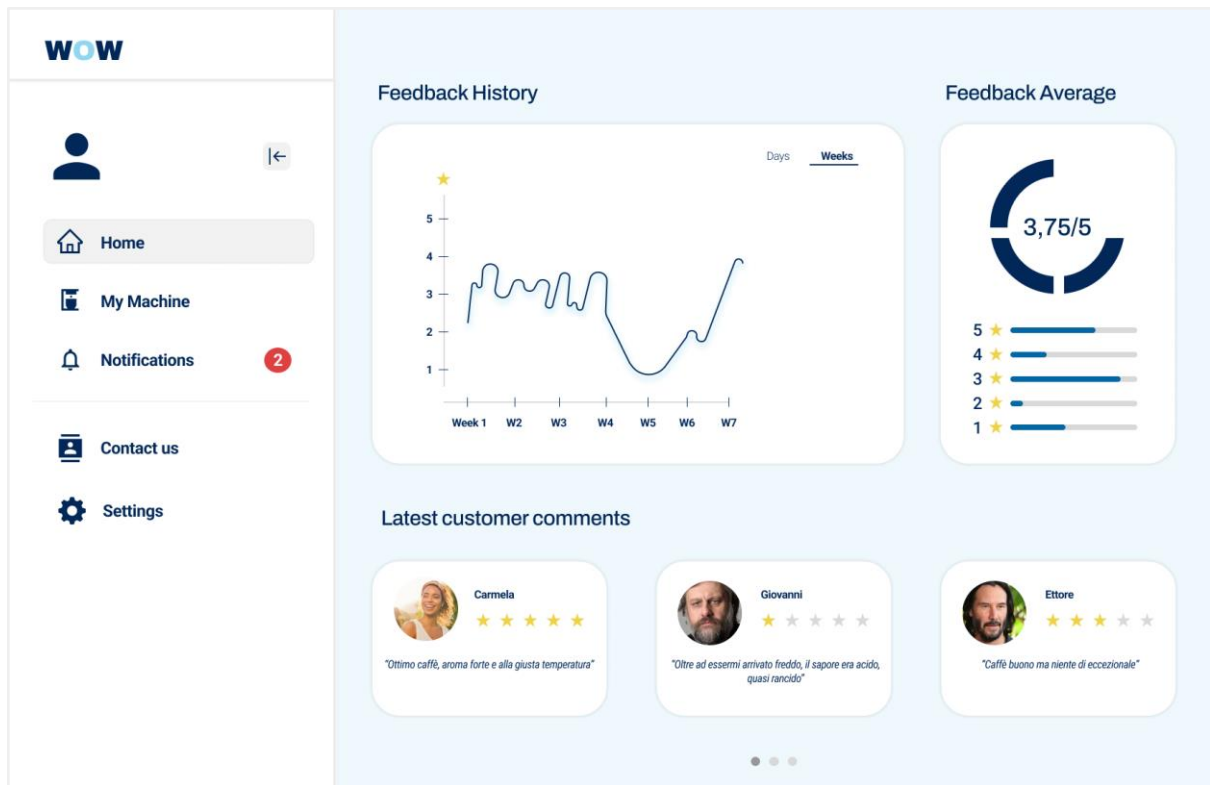 WOW
Home
My Machine
Notifications
2
Contact us
Settings
Feedback History
Days
Weeks
5
4
3
2
1
Week 1
W2
W3
W4
W5
W6
W7
Feedback Average
3,75/5
5
4
3
2
1
Latest customer comments
Carmela
"Ottimo caffè, aroma forte e alla giusta temperatura"
Giovanni
"Oltre ad essermi arrivato freddo, il sapore era acido,
quasi rancido"
Ettore
"Caffè buono ma niente di eccezionale"